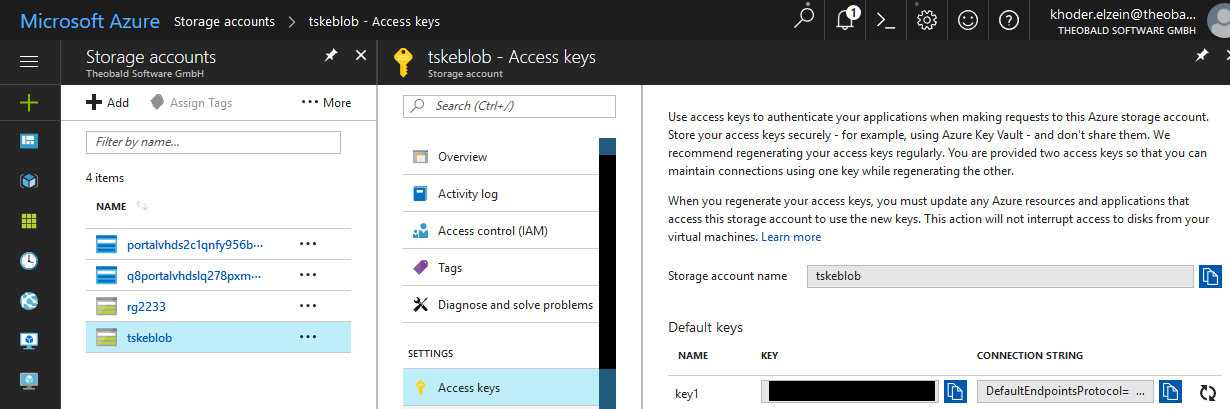 Microsoft Azure Storage accounts > tskeblob - Access keys
1
khoder.elzein@theoba...
THEOBALD SOFTWARE GMBH
Storage accounts
Theobald Software GmbH
Add Assign Tags ••• More
Filter by name...
4 items
NAME
portalvhds2c1qnfy956b···
q8portalvhdslq278pxm···
rg2233
tskeblob
tskeblob - Access keys
Storage account
Search (Ctrl+/)
Overview
Activity log
Access control (IAM)
Tags
Diagnose and solve problems
SETTINGS
Access keys
Use access keys to authenticate your applications when making requests to this Azure storage account.
Store your access keys securely - for example, using Azure Key Vault - and don't share them. We
recommend regenerating your access keys regularly. You are provided two access keys so that you can
maintain connections using one key while regenerating the other.
When you regenerate your access keys, you must update any Azure resources and applications that
access this storage account to use the new keys. This action will not interrupt access to disks from your
virtual machines. Learn more
Storage account name tskeblob
Default keys
NAME KEY CONNECTION STRING
key1 DefaultEndpointsProtocol= ...